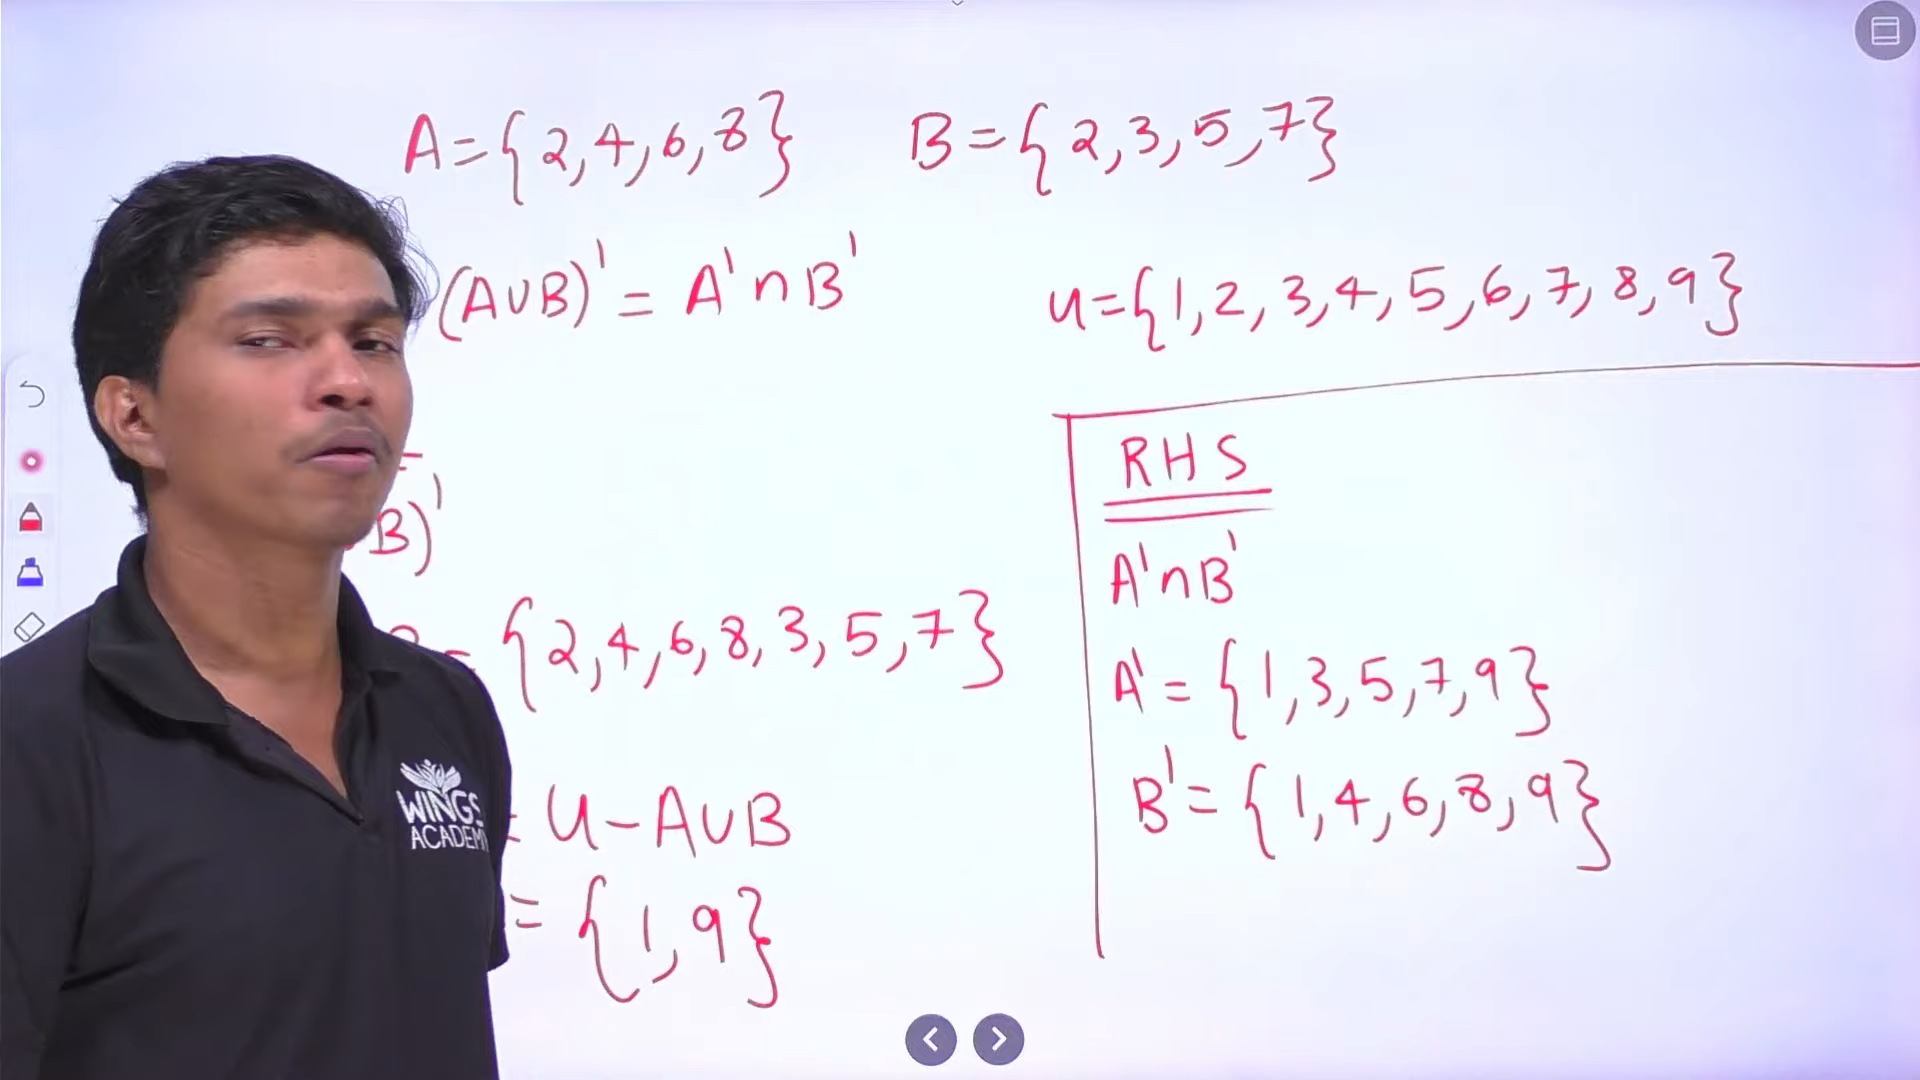 A={2,4,6,8} B={2,3,5,7}
(A∪B)' = A'∩B'
u={1,2,3,4,5,6,7,8,9}
B)'
= {2,4,6,8,3,5,7}
= U-A∪B
= {1,9}
RHS
A'∩B'
A' = {1,3,5,7,9}
B' = {1,4,6,8,9}
WINGS
ACADEMY